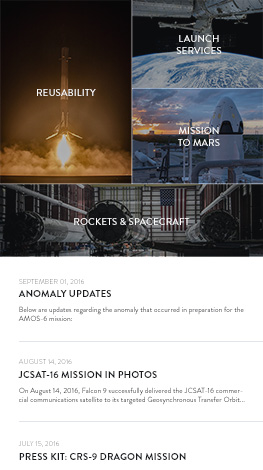 LAUNCH
SERVICES
REUSABILITY
MISSION
TO MARS
ROCKETS & SPACECRAFT
SEPTEMBER 01, 2016
ANOMALY UPDATES
Below are updates regarding the anomaly that occurred in preparation for the
AMOS-6 mission:
AUGUST 14, 2016
JCSAT-16 MISSION IN PHOTOS
On August 14, 2016, Falcon 9 successfully delivered the JCSAT-16 commer-
cial communications satellite to its targeted Geosynchronous Transfer Orbit...
JULY 15, 2016
PRESS KIT: CRS-9 DRAGON MISSION